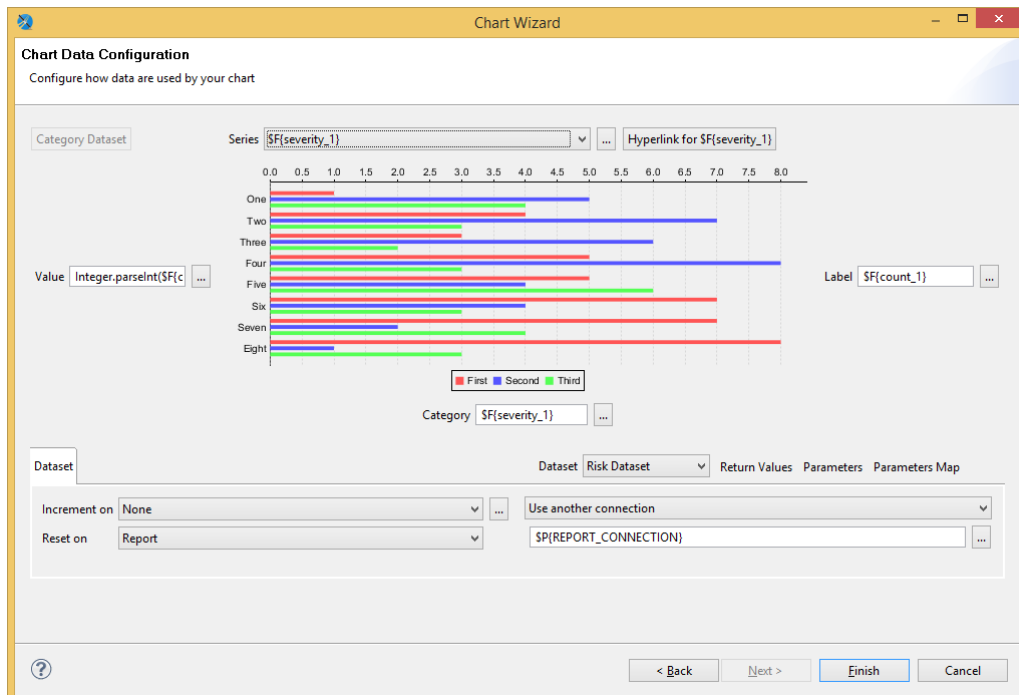 Chart Wizard
Chart Data Configuration
Configure how data are used by your chart
Category Dataset
Series $F{severity_1} ... Hyperlink for $F{severity_1}
0.0 0.5 1.0 1.5 2.0 2.5 3.0 3.5 4.0 4.5 5.0 5.5 6.0 6.5 7.0 7.5 8.0
One
Two
Three
Four
Five
Six
Seven
Eight
Value Integer.parseInt($F{c ...
Label $F{count_1} ...
First Second Third
Category $F{severity_1} ...
Dataset
Dataset Risk Dataset Return Values Parameters Parameters Map
Increment on None ... Use another connection
Reset on Report $P{REPORT_CONNECTION} ...
? < Back Next > Finish Cancel